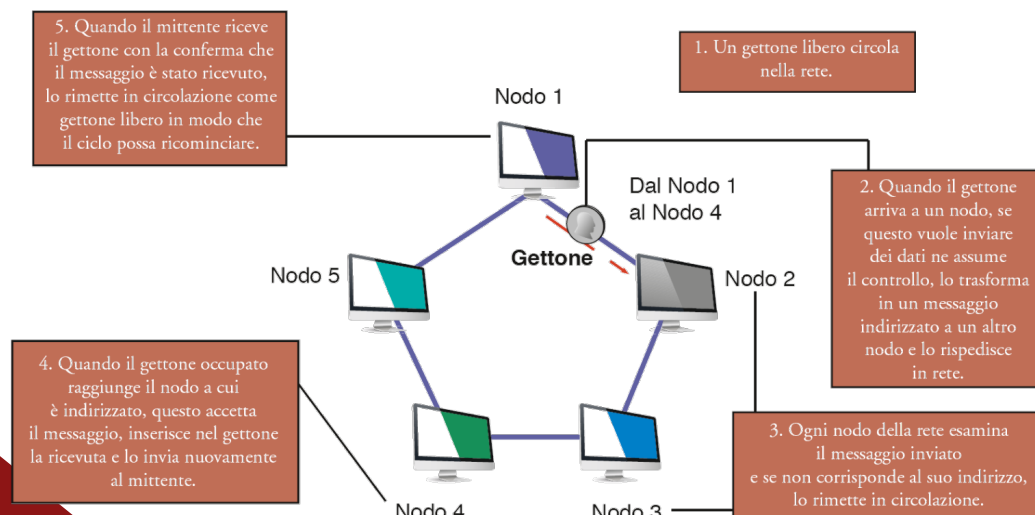 5. Quando il mittente riceve
il gettone con la conferma che
il messaggio è stato ricevuto,
lo rimette in circolazione come
gettone libero in modo che
il ciclo possa ricominciare.
1. Un gettone libero circola
nella rete.
Nodo 1
Dal Nodo 1
al Nodo 4
Gettone
2. Quando il gettone
arriva a un nodo, se
questo vuole inviare
dei dati ne assume
il controllo, lo trasforma
in un messaggio
indirizzato a un altro
nodo e lo rispedisce
in rete.
Nodo 5
Nodo 2
4. Quando il gettone occupato
raggiunge il nodo a cui
è indirizzato, questo accetta
il messaggio, inserisce nel gettone
la ricevuta e lo invia nuovamente
al mittente.
3. Ogni nodo della rete esamina
il messaggio inviato
e se non corrisponde al suo indirizzo,
lo rimette in circolazione.
Nodo 4
Nodo 3